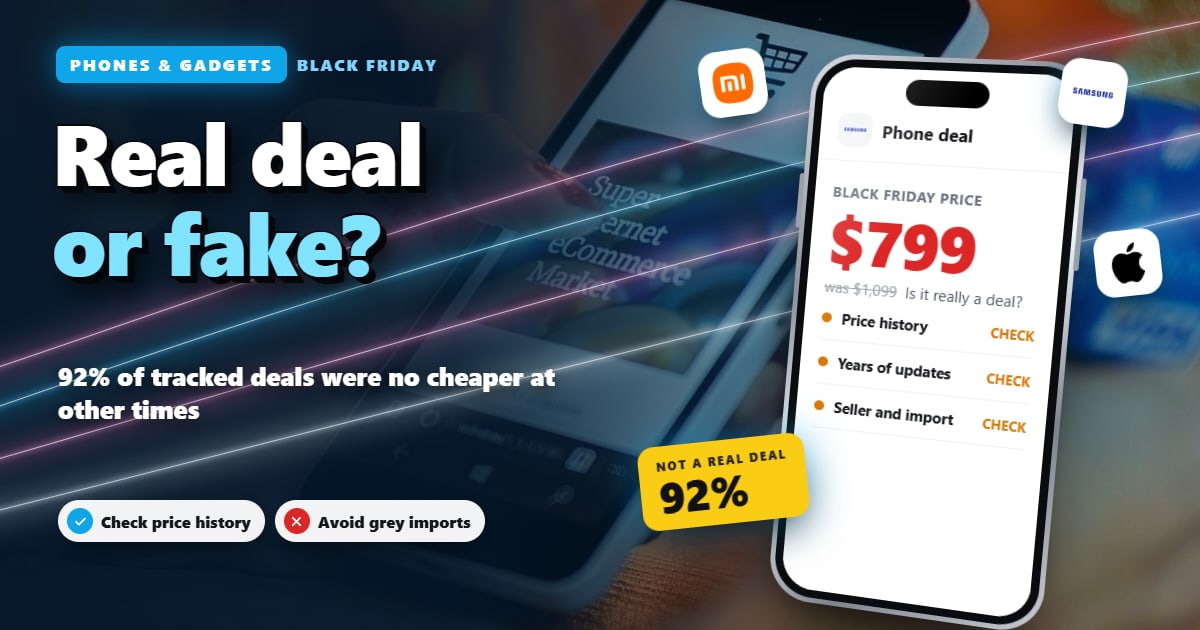 PHONES & GADGETS BLACK FRIDAY
Real deal
or fake?
92% of tracked deals were no cheaper at
other times
Check price history
Avoid grey imports
Super
ernet
eCommerce
Market
mi
SAMSUNG
SAMSUNG
Phone deal
BLACK FRIDAY PRICE
$799
was $1,099 Is it really a deal?
Price history CHECK
Years of updates CHECK
Seller and import CHECK
NOT A REAL DEAL
92%